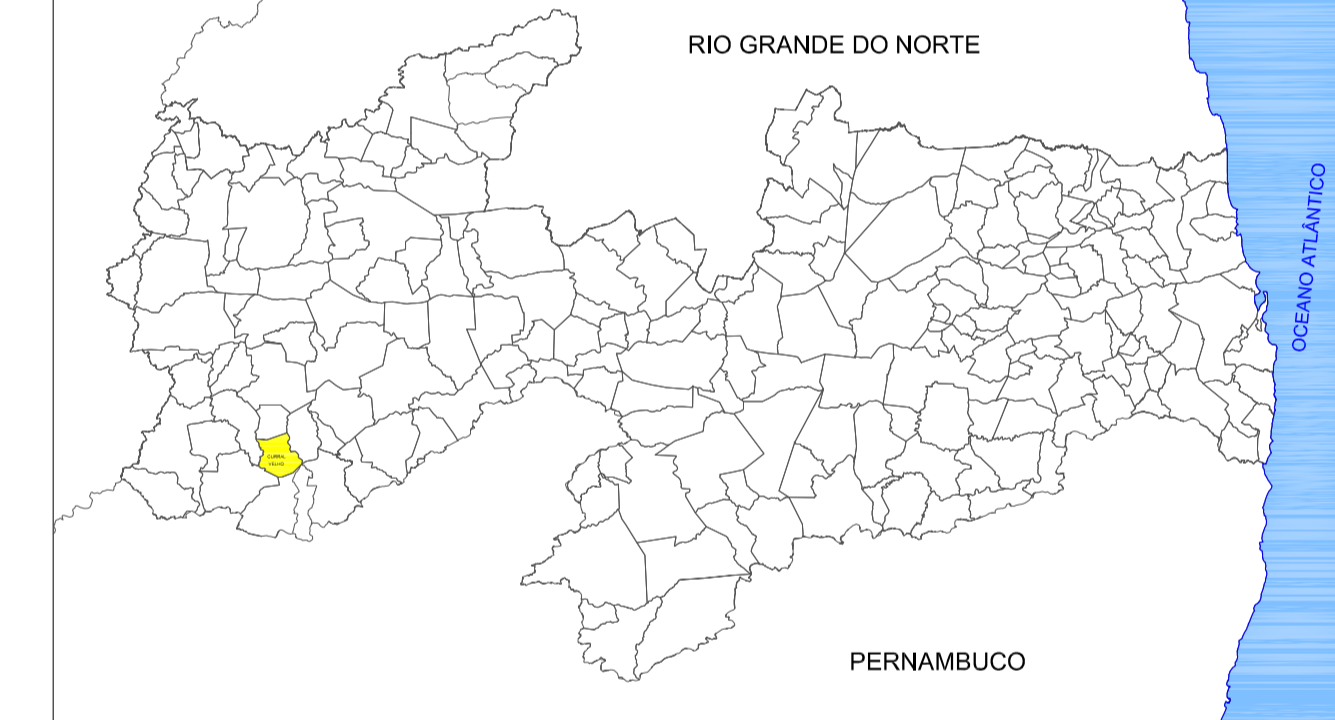 RIO GRANDE DO NORTE
OCEANO ATLÂNTICO
CURRAL
VELHO
PERNAMBUCO